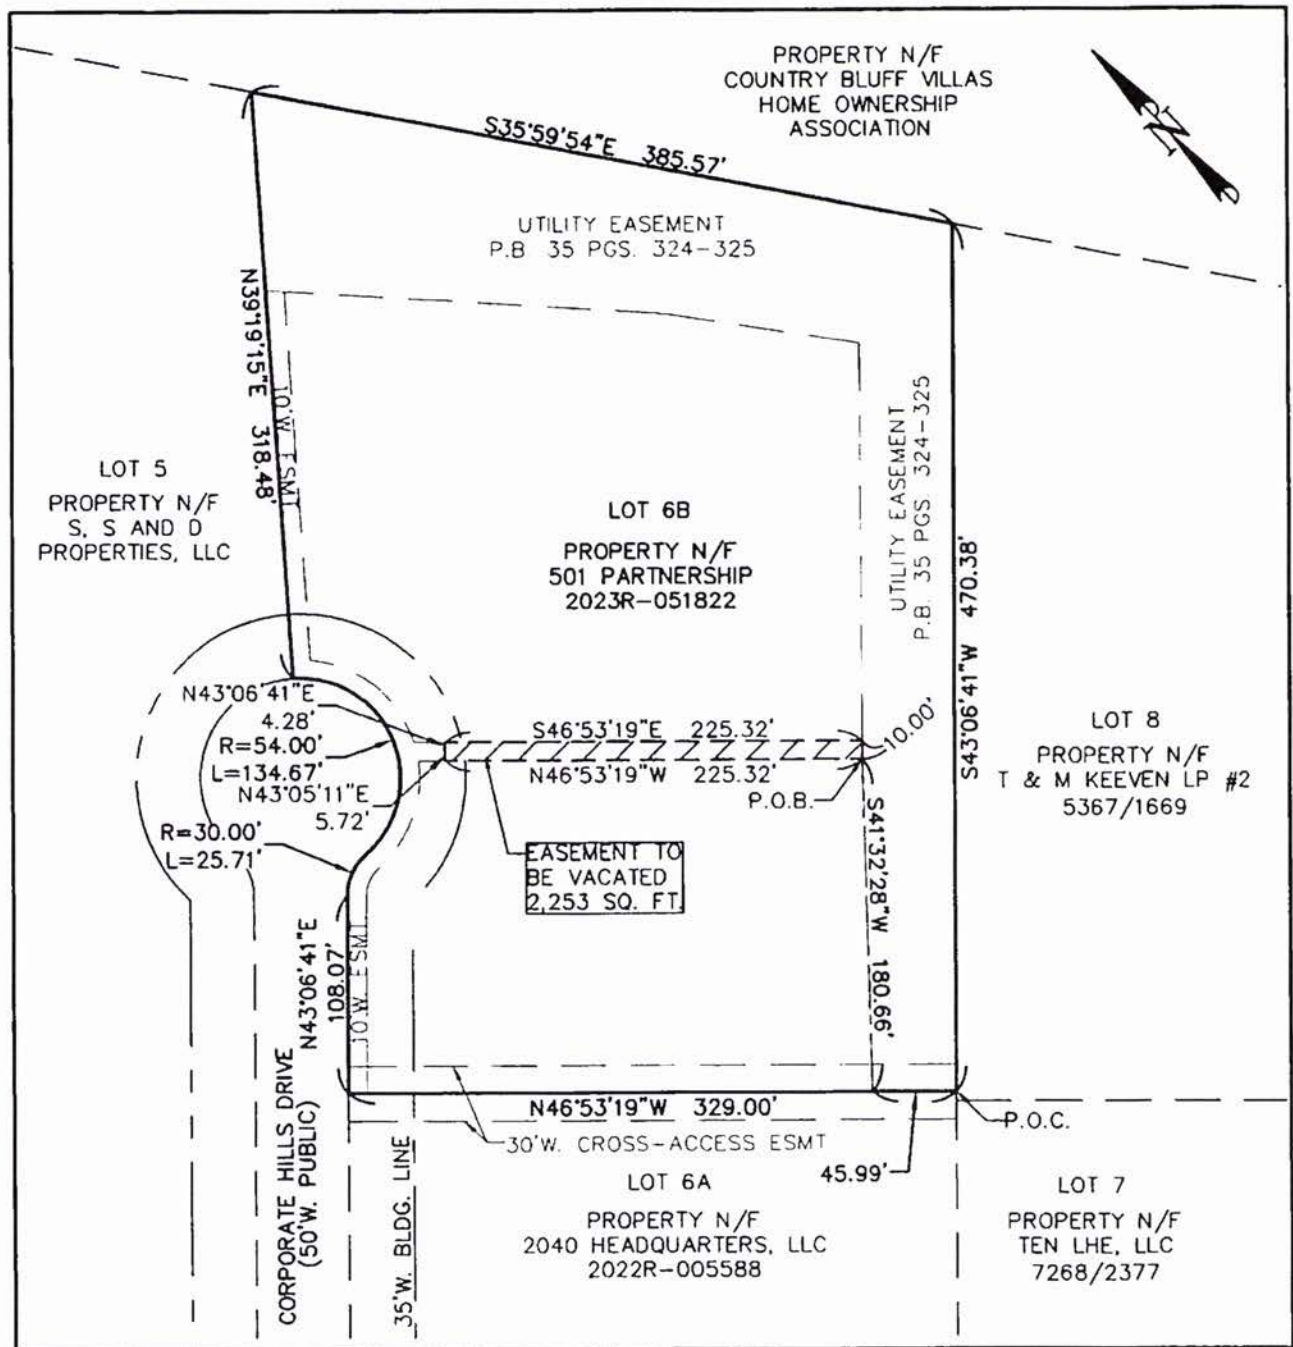 PROPERTY N/F
COUNTRY BLUFF VILLAS
HOME OWNERSHIP
ASSOCIATION
N
S35°59'54"E 385.57'
UTILITY EASEMENT
P.B 35 PGS. 324-325
N39°19'15"E 318.48'
10'W. ESMT
LOT 5
PROPERTY N/F
S, S AND D
PROPERTIES, LLC
LOT 6B
PROPERTY N/F
501 PARTNERSHIP
2023R-051822
UTILITY EASEMENT
P.B. 35 PGS 324-325
S43°06'41"W 470.38'
LOT 8
PROPERTY N/F
T & M KEEVEN LP #2
5367/1669
N43°06'41"E
4.28'
R=54.00'
L=134.67'
N43°05'11"E
5.72'
R=30.00'
L=25.71'
S46°53'19"E 225.32'
N46°53'19"W 225.32'
10.00'
P.O.B.
S41°32'28"W 180.66'
EASEMENT TO
BE VACATED
2,253 SQ. FT.
N43°06'41"E
108.07'
10'W. ESMT
CORPORATE HILLS DRIVE
(50'W. PUBLIC)
35'W. BLDG. LINE
N46°53'19"W 329.00'
P.O.C.
30'W. CROSS-ACCESS ESMT
45.99'
LOT 6A
PROPERTY N/F
2040 HEADQUARTERS, LLC
2022R-005588
LOT 7
PROPERTY N/F
TEN LHE, LLC
7268/2377